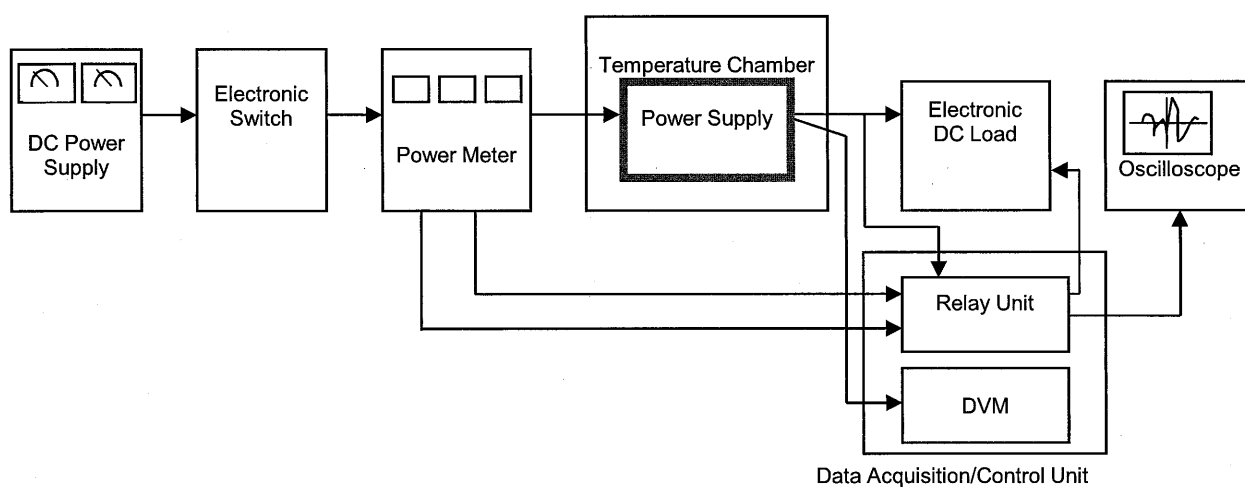 DC Power
Supply
Electronic
Switch
Power Meter
Temperature Chamber
Power Supply
Electronic
DC Load
Oscilloscope
Relay Unit
DVM
Data Acquisition/Control Unit